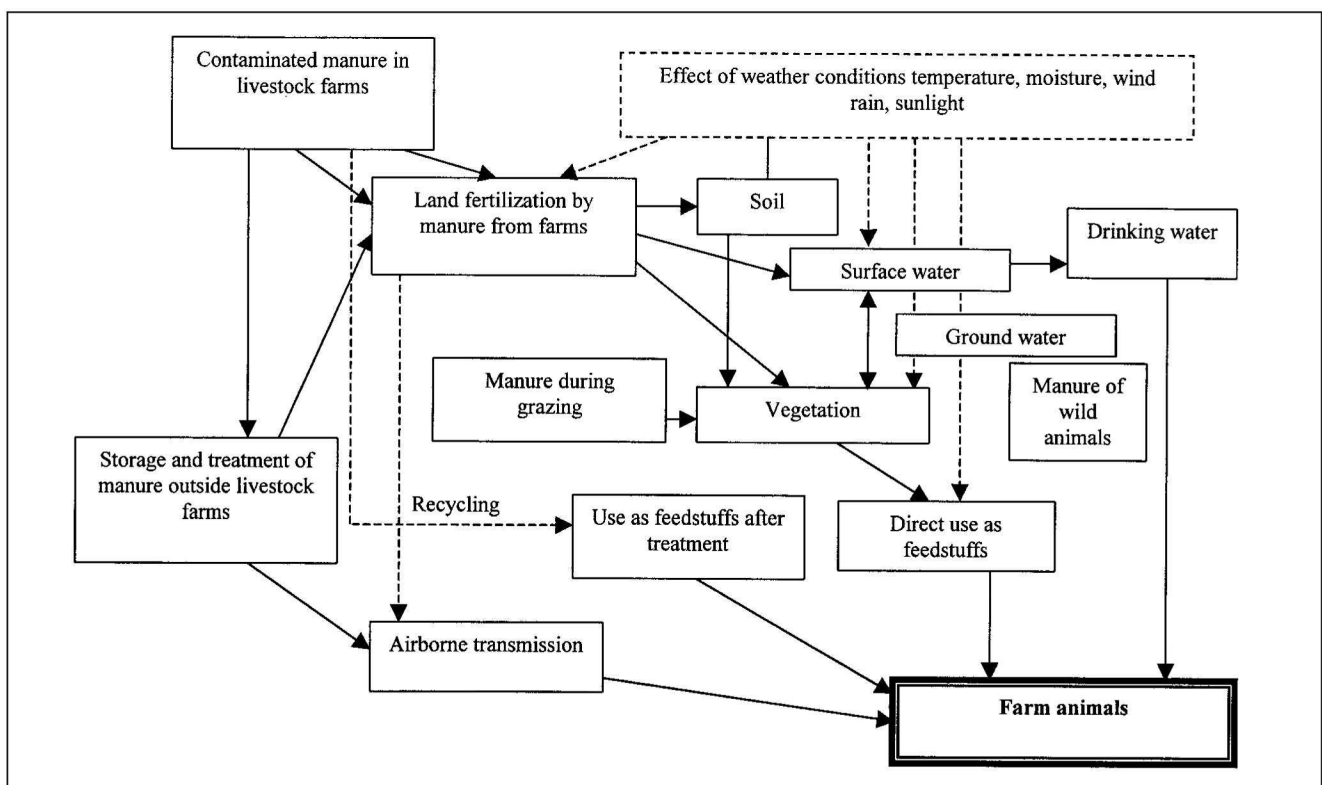 Contaminated manure in
livestock farms
Effect of weather conditions temperature, moisture, wind
rain, sunlight
Land fertilization by
manure from farms
Soil
Drinking water
Surface water
Ground water
Manure during
grazing
Vegetation
Manure of
wild
animals
Storage and treatment of
manure outside livestock
farms
Recycling
Use as feedstuffs after
treatment
Direct use as
feedstuffs
Airborne transmission
Farm animals